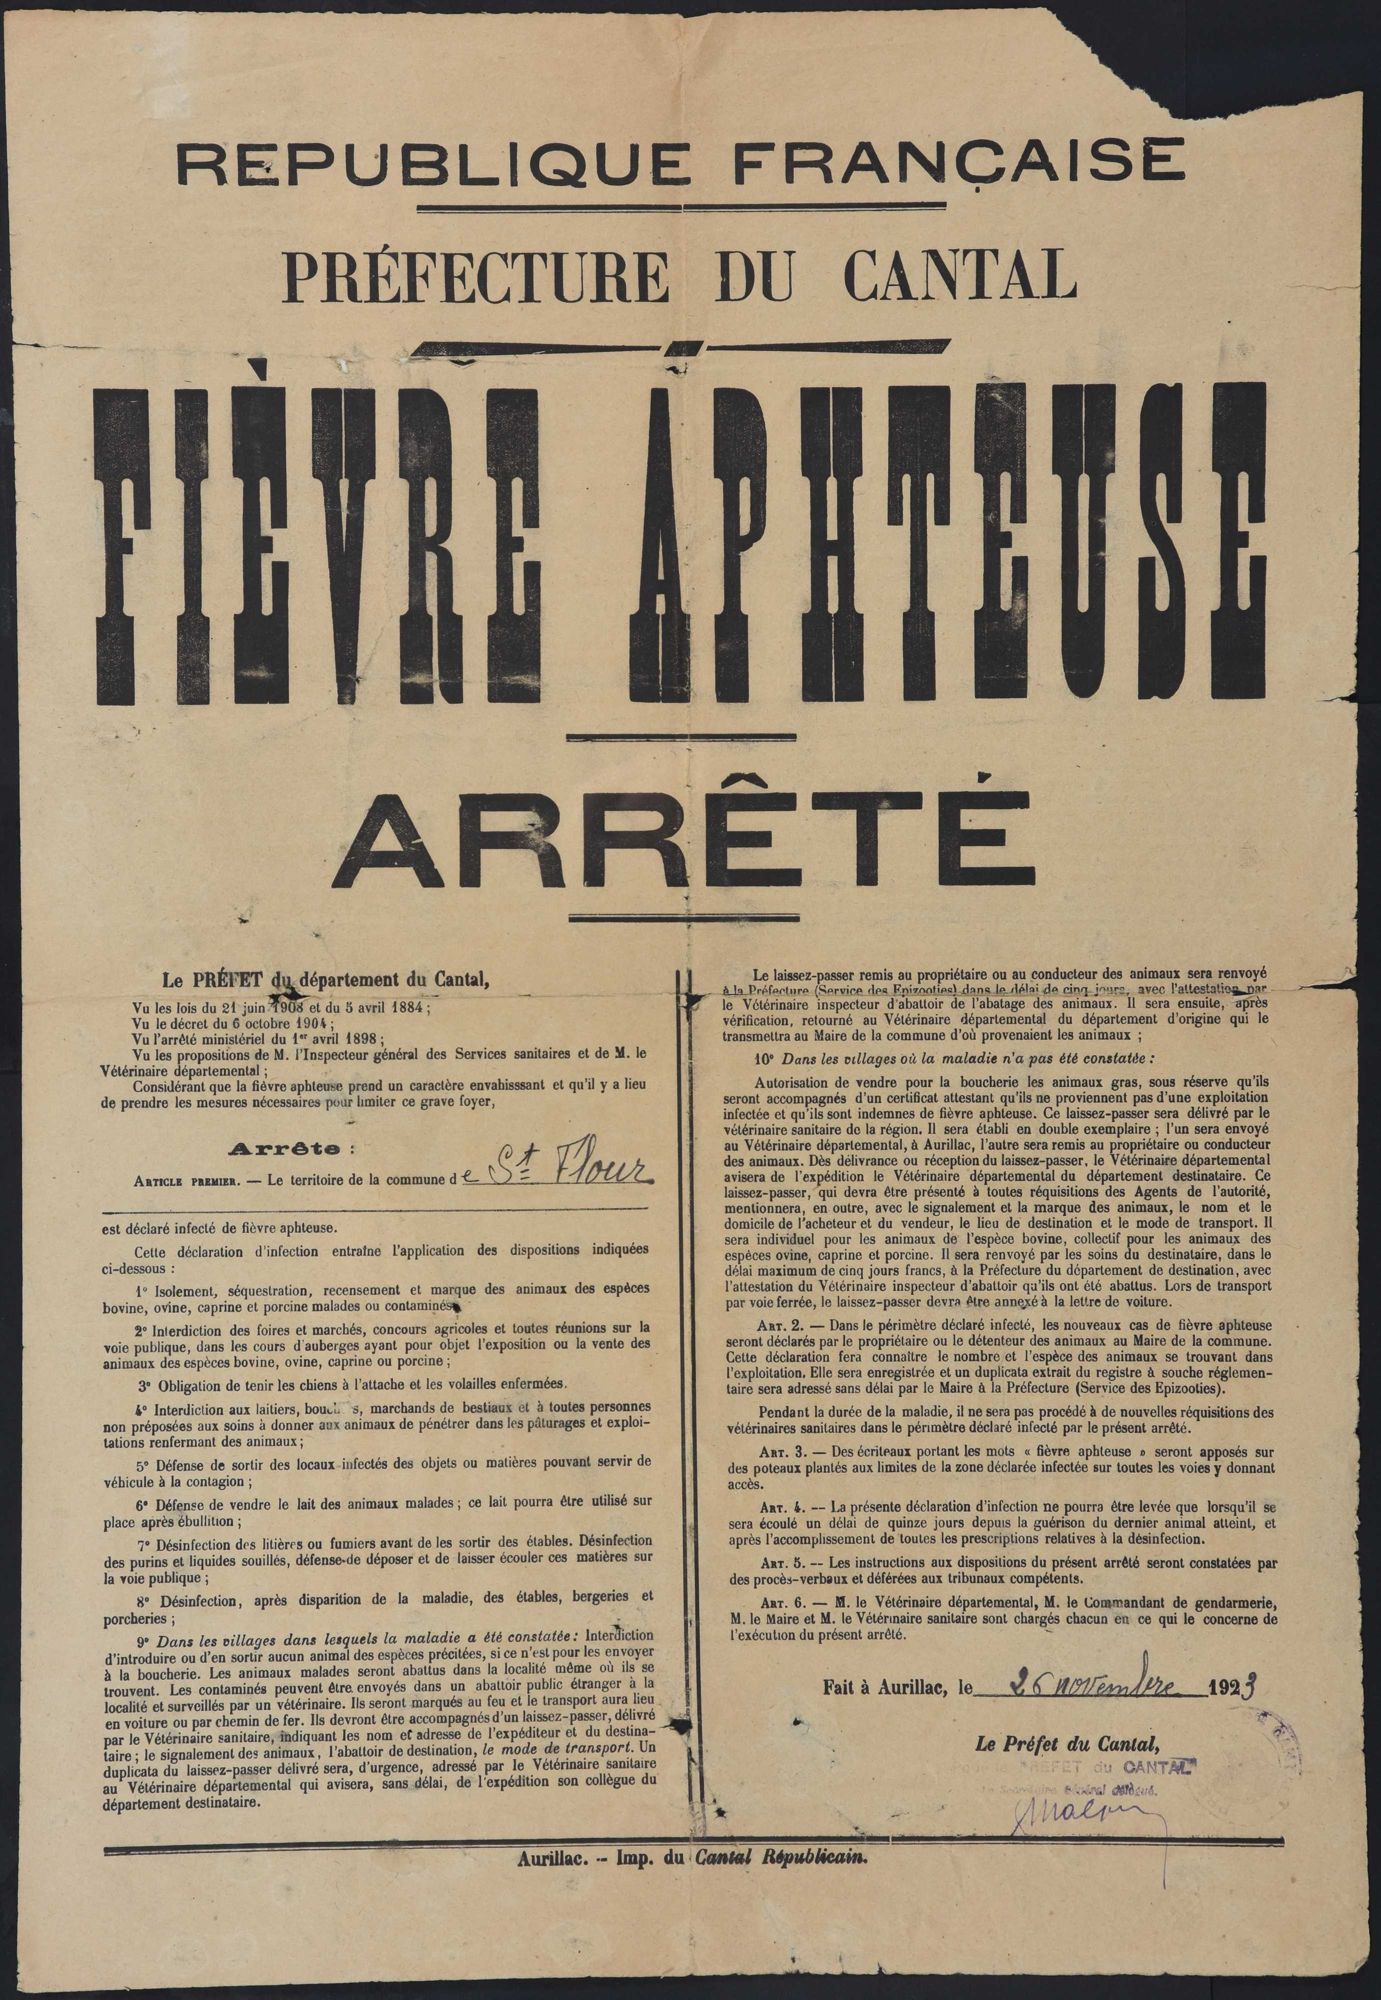 REPUBLIQUE FRANÇAISE
PRÉFECTURE DU CANTAL
FIÈVRE APHTEUSE
ARRÊTÉ
Le PRÉFET du département du Cantal,
Vu les lois du 21 juin 1908 et du 5 avril 1884 ;
Vu le décret du 6 octobre 1904 ;
Vu l'arrêté ministériel du 1er avril 1898 ;
Vu les propositions de M. l'Inspecteur général des Services sanitaires et de M. le
Vétérinaire départemental ;
Considérant que la fièvre aphteuse prend un caractère envahisssant et qu'il y a lieu
de prendre les mesures nécessaires pour limiter ce grave foyer,
Arrête :
ARTICLE PREMIER. — Le territoire de la commune de St Flour
est déclaré infecté de fièvre aphteuse.
Cette déclaration d'infection entraîne l'application des dispositions indiquées
ci-dessous :
1° Isolement, séquestration, recensement et marque des animaux des espèces
bovine, ovine, caprine et porcine malades ou contaminés
2° Interdiction des foires et marchés, concours agricoles et toutes réunions sur la
voie publique, dans les cours d'auberges ayant pour objet l'exposition ou la vente des
animaux des espèces bovine, ovine, caprine ou porcine ;
3° Obligation de tenir les chiens à l'attache et les volailles enfermées.
4° Interdiction aux laitiers, marchands de bestiaux et à toutes personnes
non préposées aux soins à donner aux animaux de pénétrer dans les pâturages et exploi-
tations renfermant des animaux ;
5° Défense de sortir des locaux infectés des objets ou matières pouvant servir de
véhicule à la contagion ;
6° Défense de vendre le lait des animaux malades ; ce lait pourra être utilisé sur
place après ébullition ;
7° Désinfection des litières ou fumiers avant de les sortir des étables. Désinfection
des purins et liquides souillés, défense de déposer et de laisser écouler ces matières sur
la voie publique ;
8° Désinfection, après disparition de la maladie, des étables, bergeries et
porcheries ;
9° Dans les villages dans lesquels la maladie a été constatée : Interdiction
d'introduire ou d'en sortir aucun animal des espèces précitées, si ce n'est pour les envoyer
à la boucherie. Les animaux malades seront abattus dans la localité même où ils se
trouvent. Les contaminés peuvent être envoyés dans un abattoir public étranger à la
localité et surveillés par un vétérinaire. Ils seront marqués au feu et le transport aura lieu
en voiture ou par chemin de fer. Ils devront être accompagnés d'un laissez-passer, délivré
par le Vétérinaire sanitaire, indiquant les nom et adresse de l'expéditeur et du destina-
taire ; le signalement des animaux, l'abattoir de destination, le mode de transport. Un
duplicata du laissez-passer délivré sera, d'urgence, adressé par le Vétérinaire sanitaire
au Vétérinaire départemental qui avisera, sans délai, de l'expédition son collègue du
département destinataire.
Le laissez-passer remis au propriétaire ou au conducteur des animaux sera renvoyé
à la Préfecture (Service des Epizooties) dans le délai de cinq jours, avec l'attestation par
le Vétérinaire inspecteur d'abattoir de l'abatage des animaux. Il sera ensuite, après
vérification, retourné au Vétérinaire départemental du département d'origine qui le
transmettra au Maire de la commune d'où provenaient les animaux ;
10° Dans les villages où la maladie n'a pas été constatée :
Autorisation de vendre pour la boucherie les animaux gras, sous réserve qu'ils
seront accompagnés d'un certificat attestant qu'ils ne proviennent pas d'une exploitation
infectée et qu'ils sont indemnes de fièvre aphteuse. Ce laissez-passer sera délivré par le
vétérinaire sanitaire de la région. Il sera établi en double exemplaire ; l'un sera envoyé
au Vétérinaire départemental, à Aurillac, l'autre sera remis au propriétaire ou conducteur
des animaux. Dès délivrance ou réception du laissez-passer, le Vétérinaire départemental
avisera de l'expédition le Vétérinaire départemental du département destinataire. Ce
laissez-passer, qui devra être présenté à toutes réquisitions des Agents de l'autorité,
mentionnera, en outre, avec le signalement et la marque des animaux, le nom et le
domicile de l'acheteur et du vendeur, le lieu de destination et le mode de transport. Il
sera individuel pour les animaux de l'espèce bovine, collectif pour les animaux des
espèces ovine, caprine et porcine. Il sera renvoyé par les soins du destinataire, dans le
délai maximum de cinq jours francs, à la Préfecture du département de destination, avec
l'attestation du Vétérinaire inspecteur d'abattoir qu'ils ont été abattus. Lors de transport
par voie ferrée, le laissez-passer devra être annexé à la lettre de voiture.
ART. 2. — Dans le périmètre déclaré infecté, les nouveaux cas de fièvre aphteuse
seront déclarés par le propriétaire ou le détenteur des animaux au Maire de la commune.
Cette déclaration fera connaître le nombre et l'espèce des animaux se trouvant dans
l'exploitation. Elle sera enregistrée et un duplicata extrait du registre à souche réglemen-
taire sera adressé sans délai par le Maire à la Préfecture (Service des Epizooties).
Pendant la durée de la maladie, il ne sera pas procédé à de nouvelles réquisitions des
vétérinaires sanitaires dans le périmètre déclaré infecté par le présent arrêté.
ART. 3. — Des écriteaux portant les mots « fièvre aphteuse » seront apposés sur
des poteaux plantés aux limites de la zone déclarée infectée sur toutes les voies y donnant
accès.
ART. 4. -- La présente déclaration d'infection ne pourra être levée que lorsqu'il se
sera écoulé un délai de quinze jours depuis la guérison du dernier animal atteint, et
après l'accomplissement de toutes les prescriptions relatives à la désinfection.
ART. 5. -- Les instructions aux dispositions du présent arrêté seront constatées par
des procès-verbaux et déférées aux tribunaux compétents.
ART. 6. — M. le Vétérinaire départemental, M. le Commandant de gendarmerie,
M. le Maire et M. le Vétérinaire sanitaire sont chargés chacun en ce qui le concerne de
l'exécution du présent arrêté.
Fait à Aurillac, le 26 novembre 1923
Le Préfet du Cantal,
PREFET du CANTAL
Secrétaire Général délégué.
Aurillac. -- Imp. du Cantal Républicain.